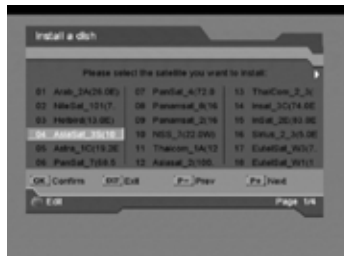 Install a dish
Please select the satellite you want to install:
01 Arab_2A(26.0E) 07 PanSat_4(72.0 13 ThaiCom_2_3(
02 NileSat_101(7. 08 Panamsat_8(16 14 Insat_3C(74.0E
03 Hotbird(13.0E) 09 Panamsat_2(16 15 InSat_2E(83.0E
04 AsiaSat_3S(10 10 NSS_7(22.0W) 16 Sirius_2_3(5.0E
05 Astra_1C(19.2E 11 Thaicom_1A(12 17 EutelSat_W3(7.
06 PanSat_7(68.5 12 Asiasat_2(100. 18 EutelSat_W1(1
OK Confirm EXIT Exit P- Prev P+ Next
Edit Page 1/4